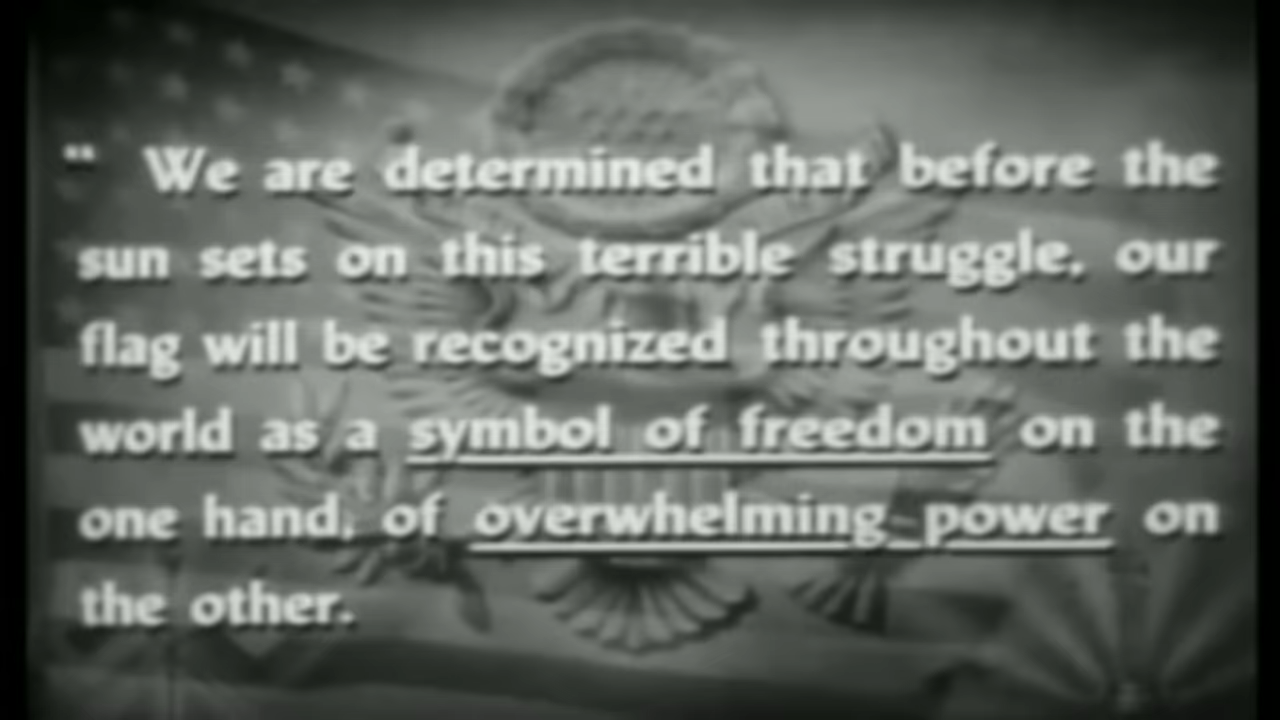 " We are determined that before the
sun sets on this terrible struggle, our
flag will be recognized throughout the
world as a symbol of freedom on the
one hand, of overwhelming power on
the other.